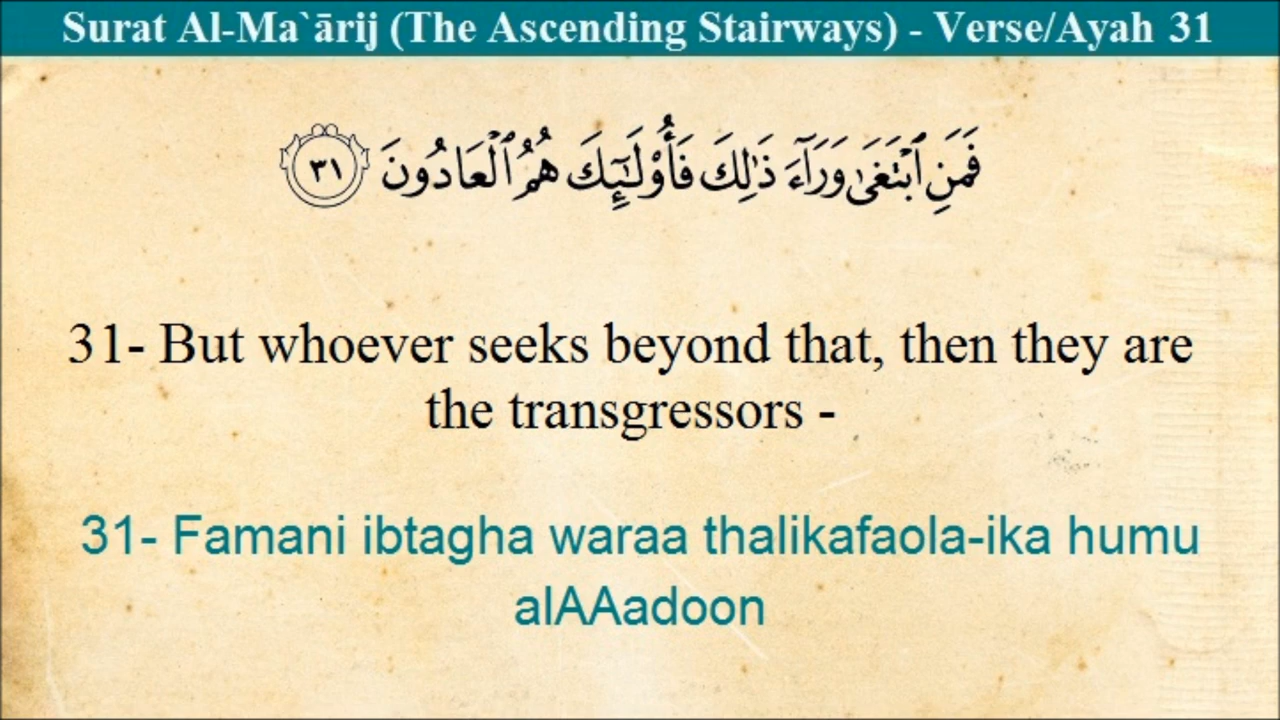 Surat Al-Ma`ārij (The Ascending Stairways) - Verse/Ayah 31
فَمَنِ ٱبْتَغَىٰ وَرَآءَ ذَٰلِكَ فَأُو۟لَـٰٓئِكَ هُمُ ٱلْعَادُونَ ٣١
31- But whoever seeks beyond that, then they are
the transgressors -
31- Famani ibtagha waraa thalikafaola-ika humu
alAAadoon